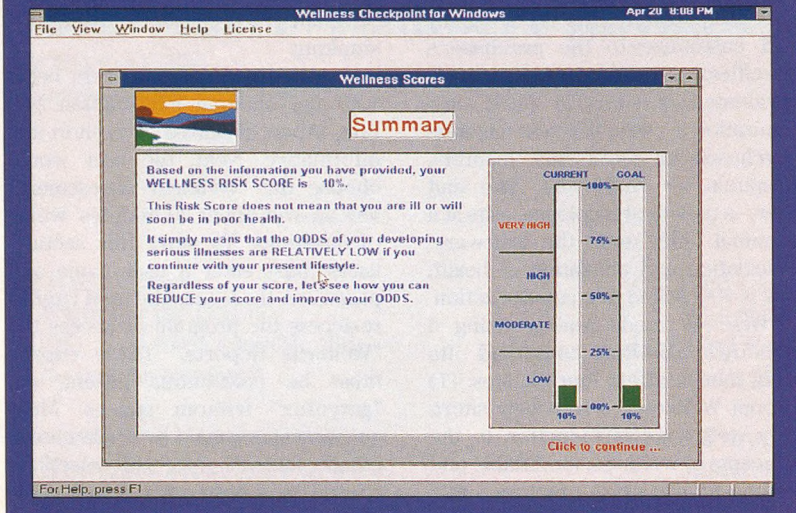 Wellness Checkpoint for Windows
Apr 20 8:08 PM
File View Window Help License
Wellness Scores
Summary
Based on the information you have provided, your
WELLNESS RISK SCORE is 10%.
This Risk Score does not mean that you are ill or will
soon be in poor health.
It simply means that the ODDS of your developing
serious illnesses are RELATIVELY LOW if you
continue with your present lifestyle.
Regardless of your score, let's see how you can
REDUCE your score and improve your ODDS.
CURRENT GOAL
100%
VERY HIGH
75%
HIGH
50%
MODERATE
25%
LOW
00%
10% 10%
Click to continue ...
For Help, press F1